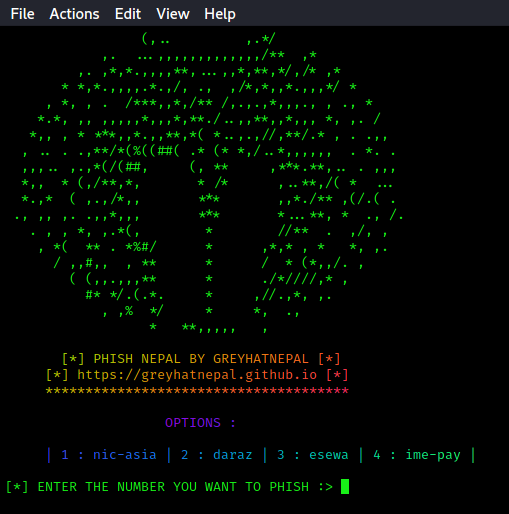 File Actions Edit View Help
[*] PHISH NEPAL BY GREYHATNEPAL [*]
[*] https://greyhatnepal.github.io [*]
**************************************
OPTIONS :
| 1 : nic-asia | 2 : daraz | 3 : esewa | 4 : ime-pay |
[*] ENTER THE NUMBER YOU WANT TO PHISH :>